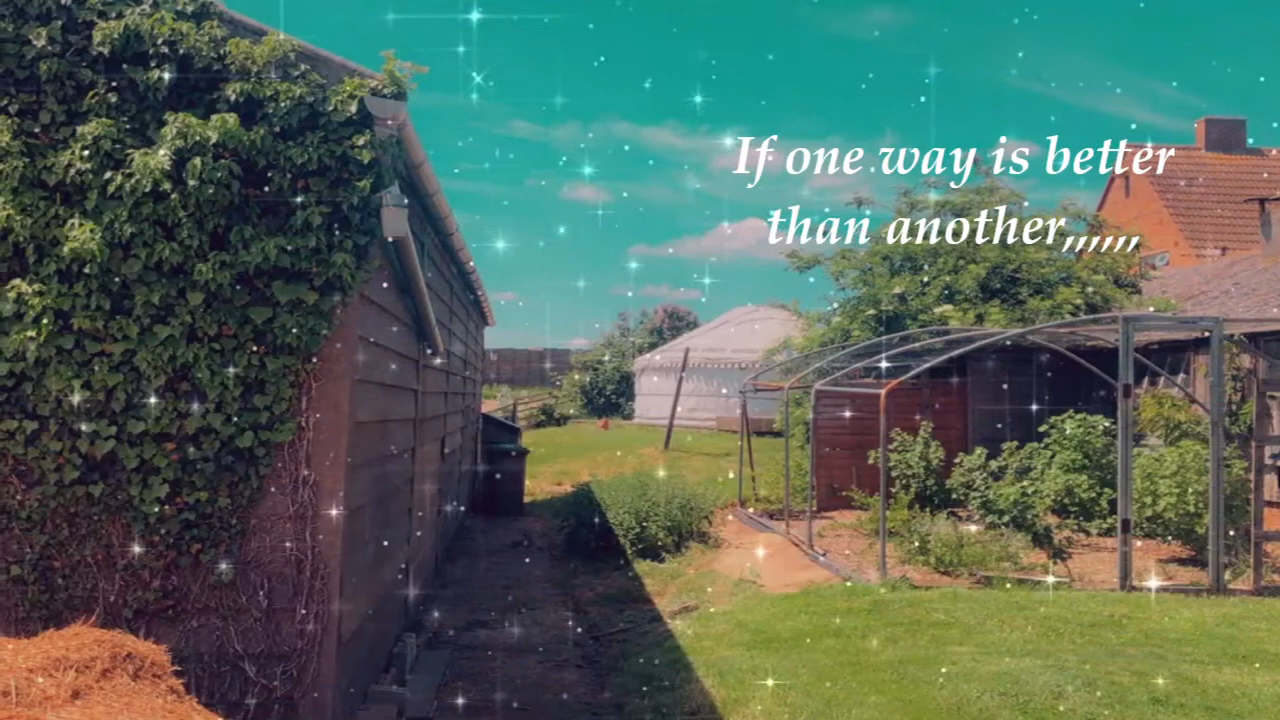 If one way is better
than another,,,,,,